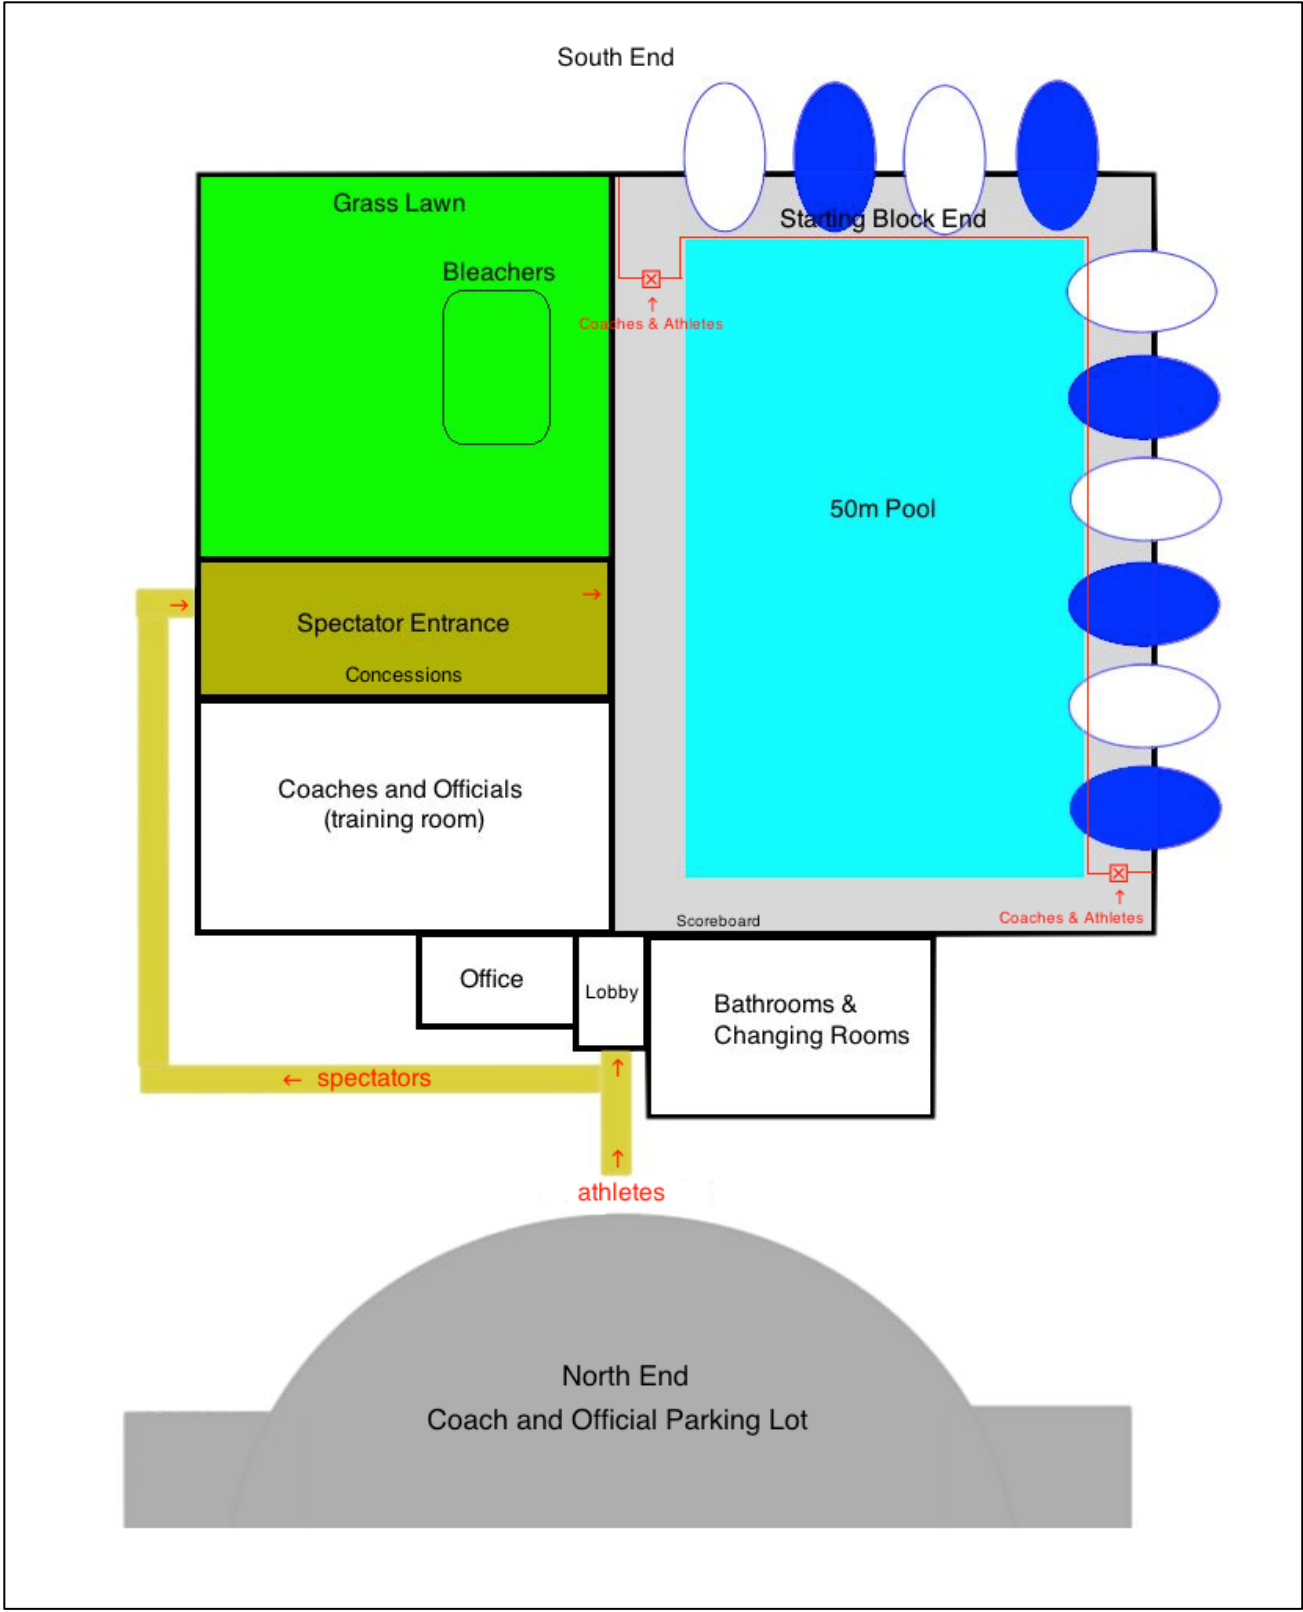 South End
Grass Lawn
Starting Block End
Bleachers
↑
Coaches & Athletes
50m Pool
→
→
Spectator Entrance
Concessions
Coaches and Officials
(training room)
↑
Coaches & Athletes
Scoreboard
Office
Lobby
Bathrooms &
Changing Rooms
↑
← spectators
↑
athletes
North End
Coach and Official Parking Lot